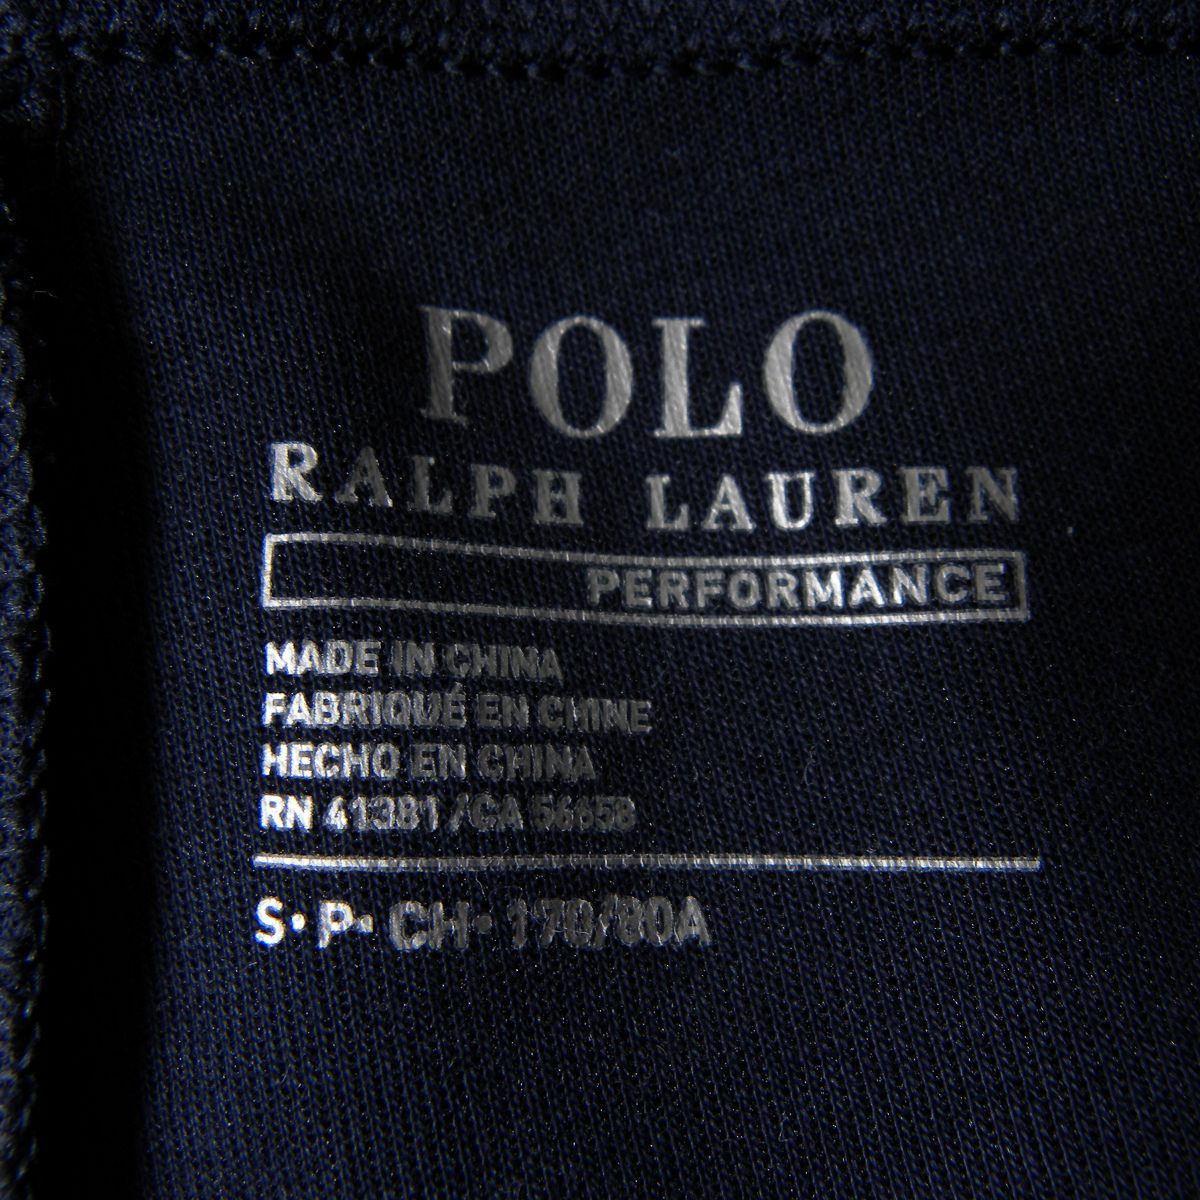 POLO
RALPH LAUREN
PERFORMANCE
MADE IN CHINA
FABRIQUÉ EN CHINE
HECHO EN CHINA
RN 41381 /CA 56658
S· P· CH· 170/80A